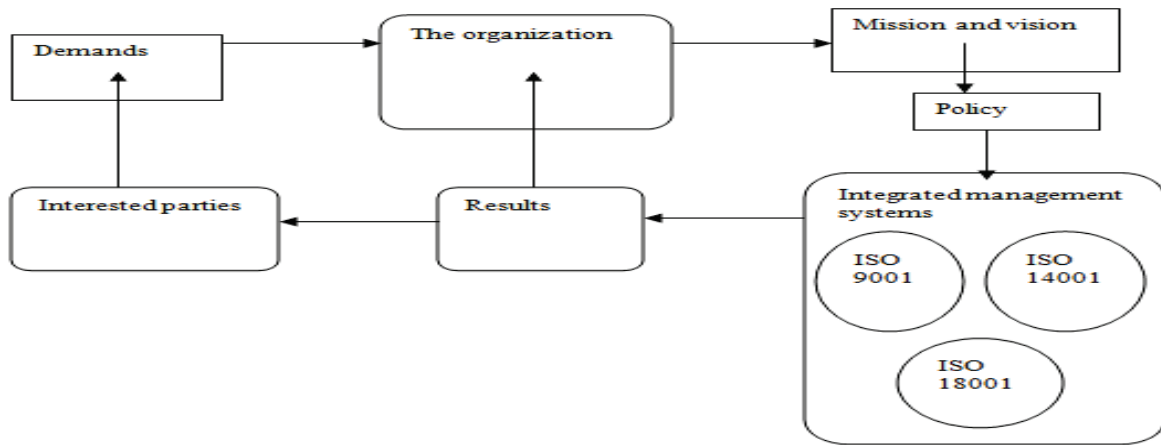 Demands
The organization
Mission and vision
Policy
Interested parties
Results
Integrated management
systems
ISO
9001
ISO
14001
ISO
18001